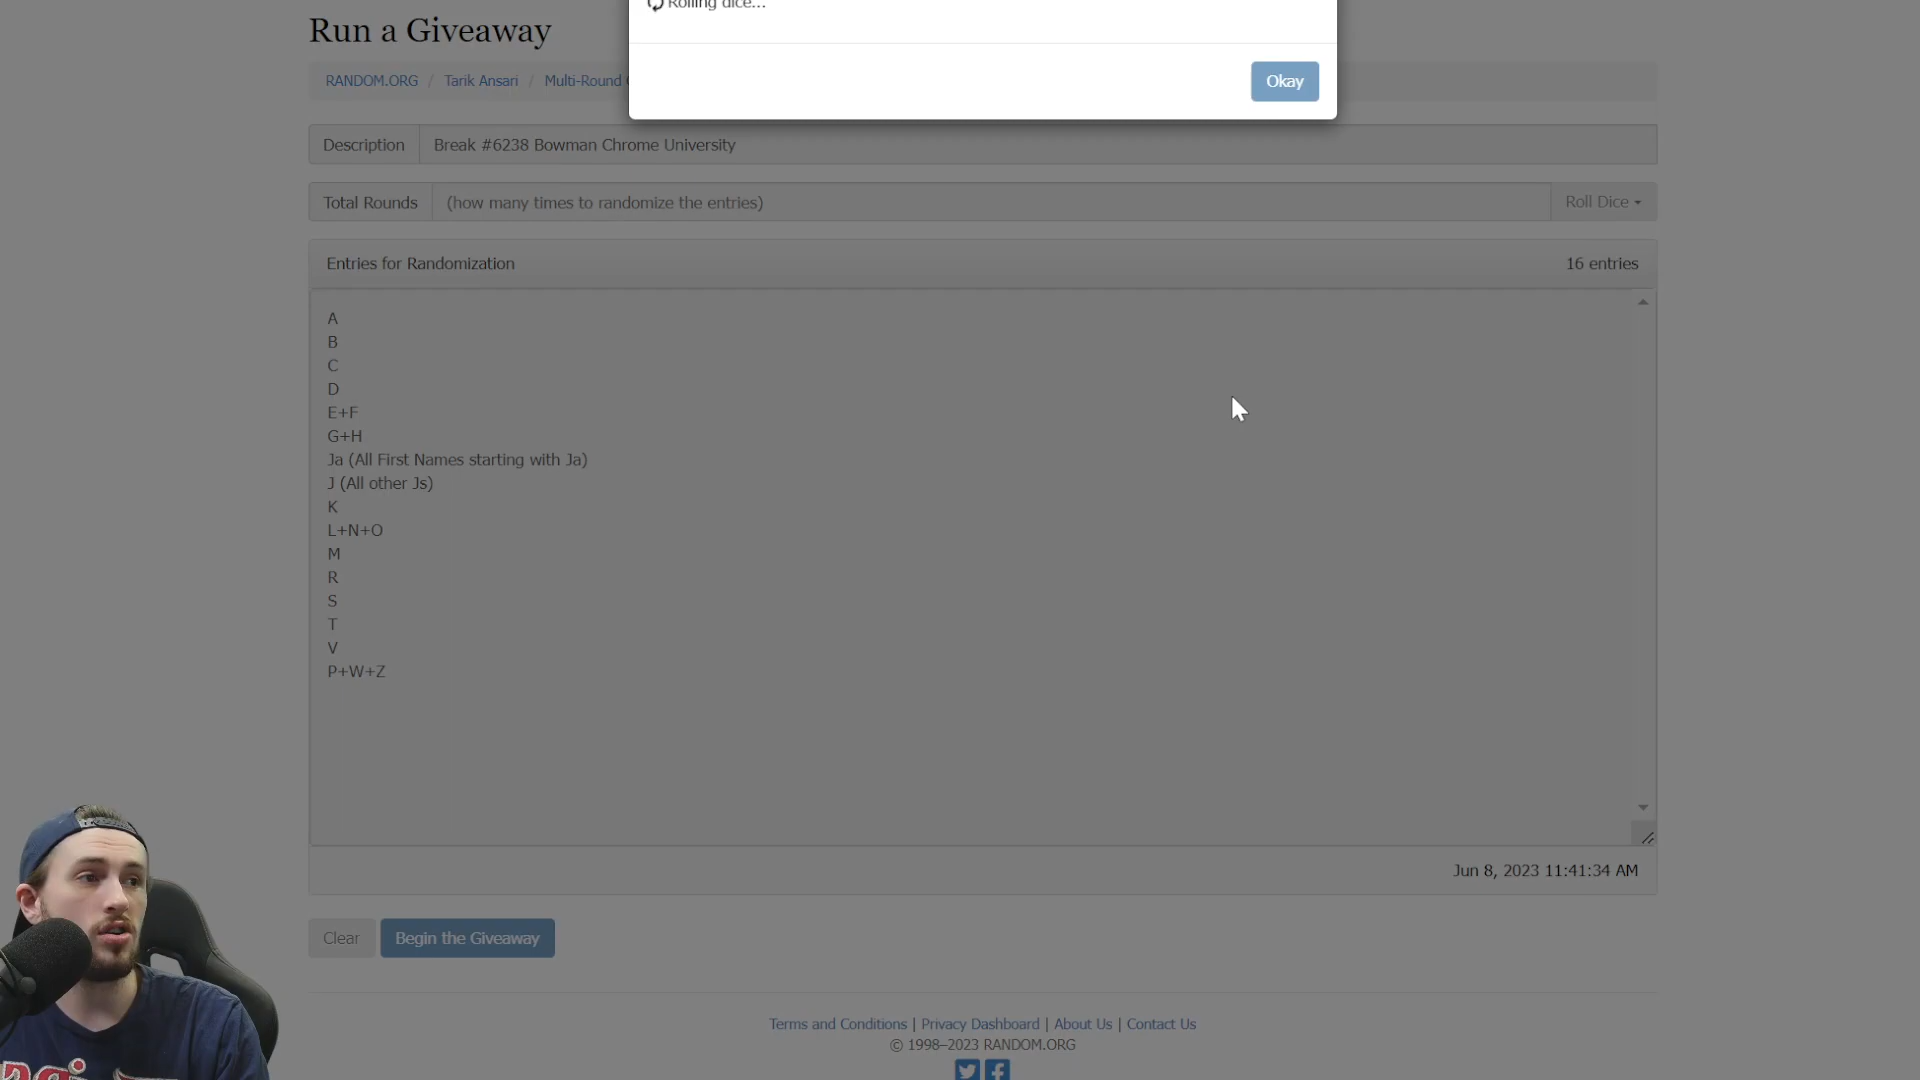 Rolling dice...
Okay
Run a Giveaway
RANDOM.ORG / Tarik Ansari / Multi-Round
Description Break #6238 Bowman Chrome University
Total Rounds (how many times to randomize the entries) Roll Dice
Entries for Randomization 16 entries
A
B
C
D
E+F
G+H
Ja (All First Names starting with Ja)
J (All other Js)
K
L+N+O
M
R
S
T
V
P+W+Z
Jun 8, 2023 11:41:34 AM
Clear Begin the Giveaway
Terms and Conditions | Privacy Dashboard | About Us | Contact Us
© 1998–2023 RANDOM.ORG